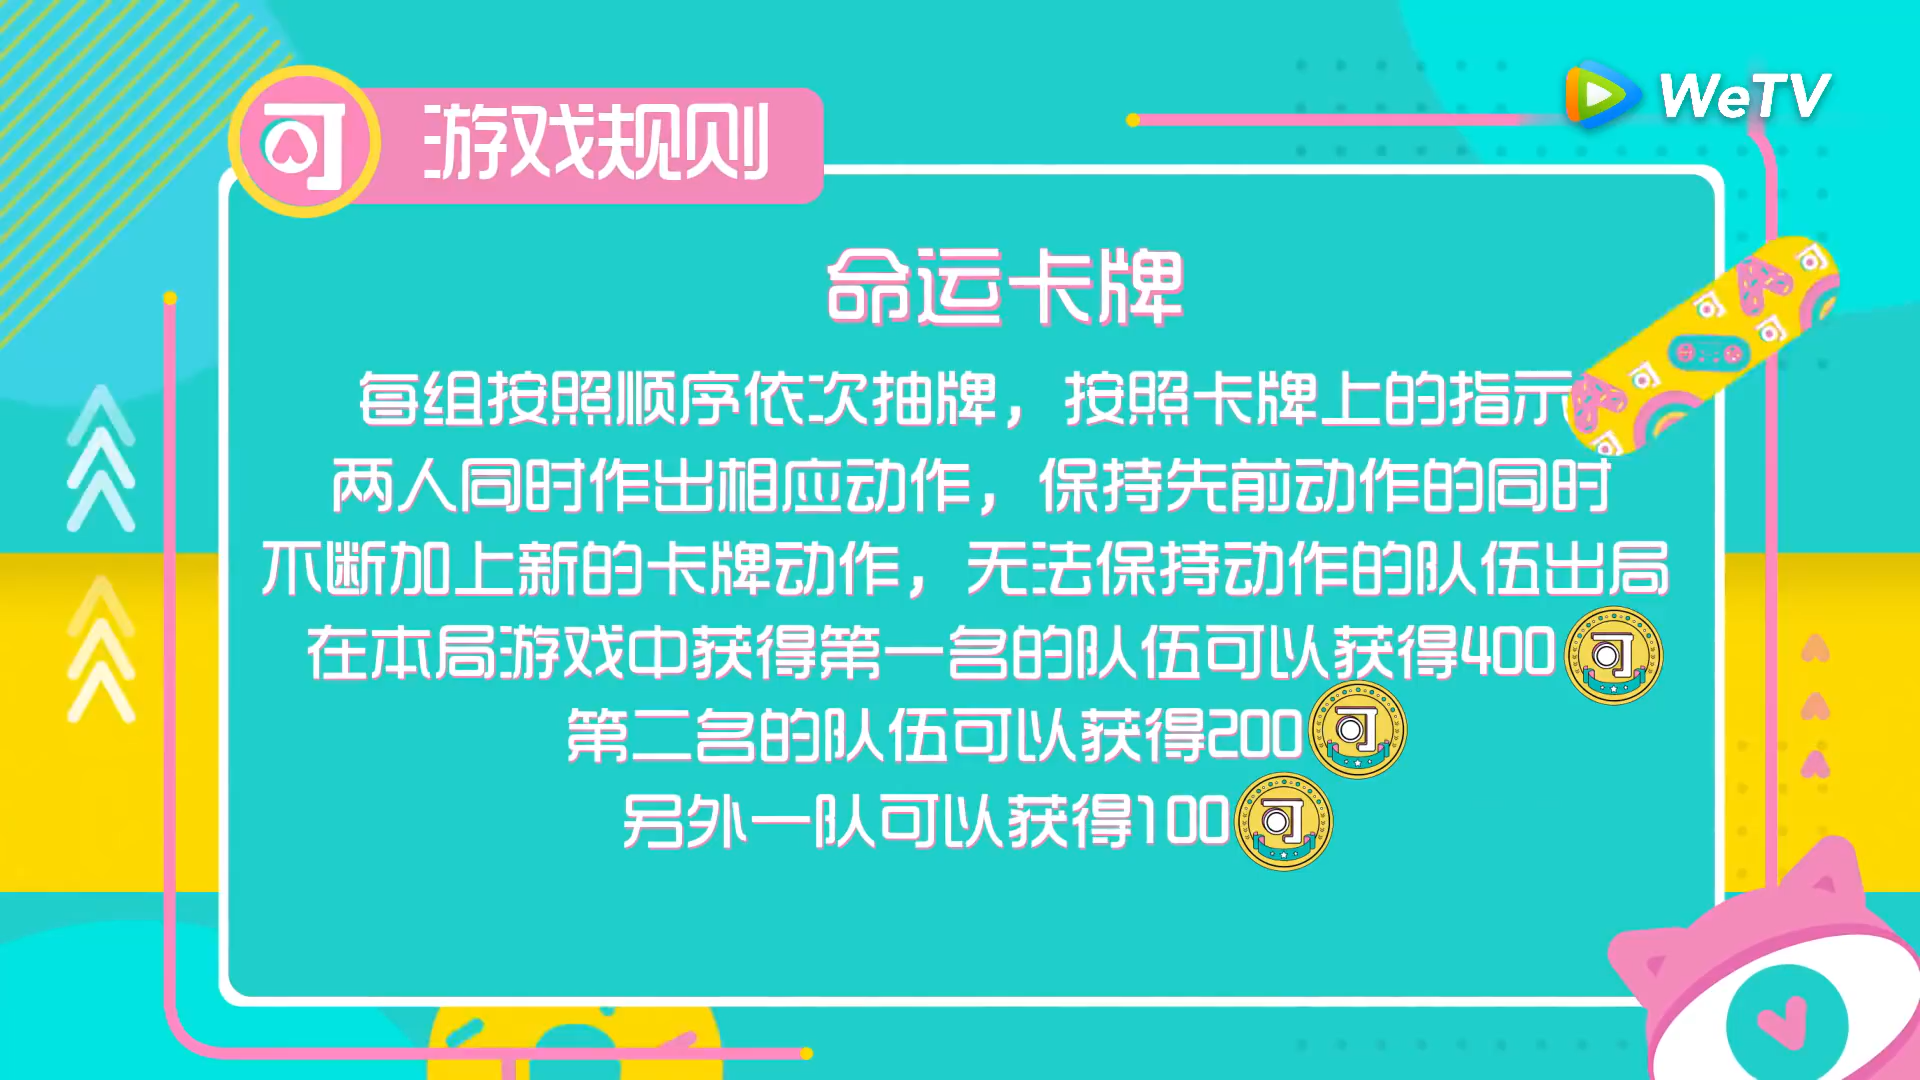 WeTV
可 游戏规则
命运卡牌
每组按照顺序依次抽牌，按照卡牌上的指示
两人同时作出相应动作，保持先前动作的同时
不断加上新的卡牌动作，无法保持动作的队伍出局
在本局游戏中获得第一名的队伍可以获得400可
第二名的队伍可以获得200可
另外一队可以获得100可